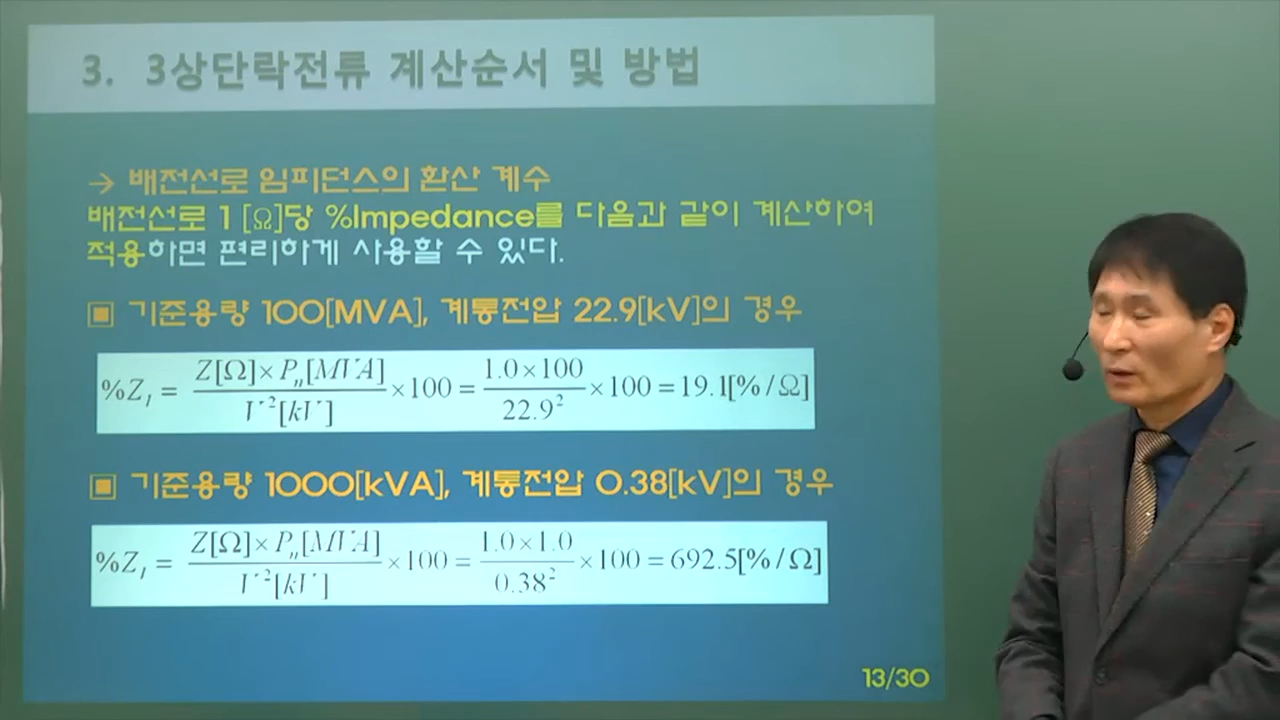 3. 3상단락전류 계산순서 및 방법
→ 배전선로 임피던스의 환산 계수
배전선로 1 [Ω]당 %Impedance를 다음과 같이 계산하여
적용하면 편리하게 사용할 수 있다.
▣ 기준용량 100[MVA], 계통전압 22.9[kV]의 경우
%Z_l = Z[Ω]×P_n[MVA] / V²[kV] ×100 = 1.0×100 / 22.9² ×100 = 19.1[%/Ω]
▣ 기준용량 1000[kVA], 계통전압 0.38[kV]의 경우
%Z_l = Z[Ω]×P_n[MVA] / V²[kV] ×100 = 1.0×1.0 / 0.38² ×100 = 692.5[%/Ω]
13/30